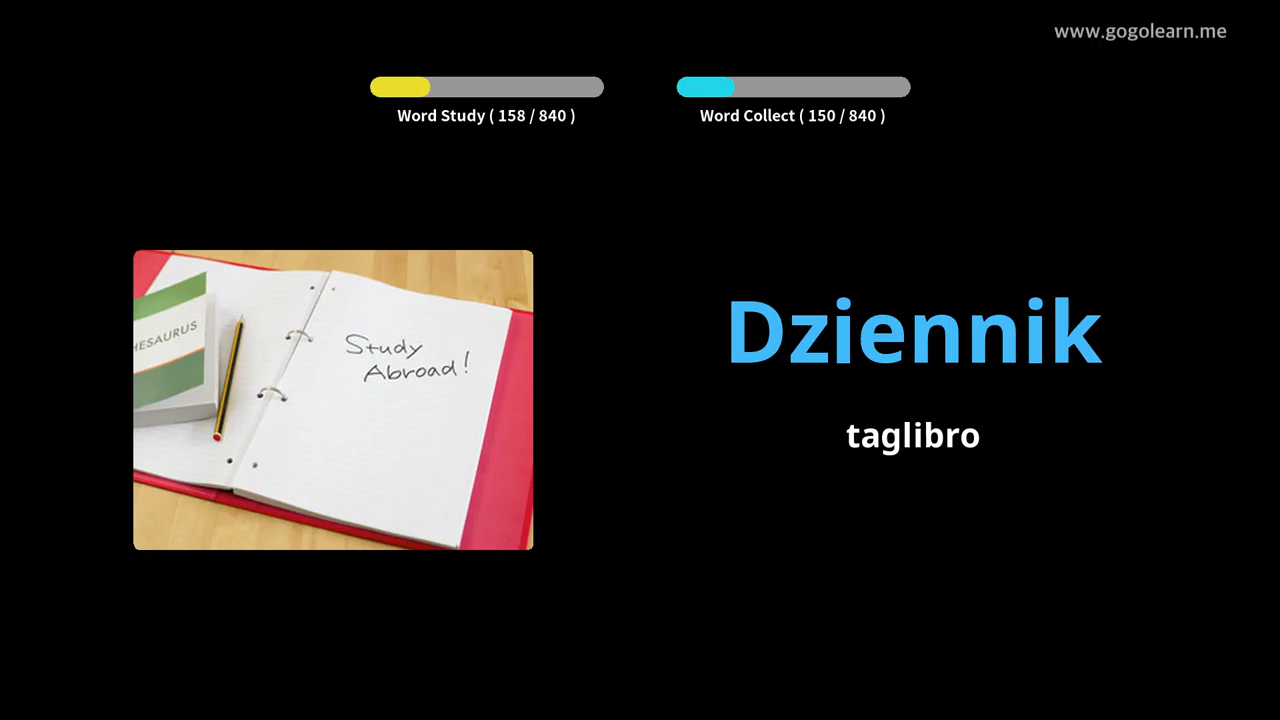 www.gogolearn.me
Word Study ( 158 / 840 )
Word Collect ( 150 / 840 )
HESAURUS
Study
Abroad!
Dziennik
taglibro